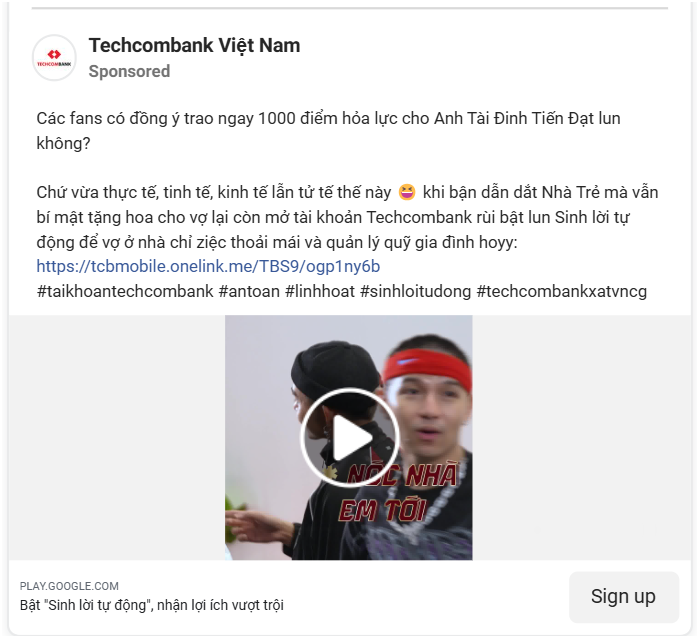 Techcombank Việt Nam
TECHCOMBANK
Sponsored
Các fans có đồng ý trao ngay 1000 điểm hỏa lực cho Anh Tài Đinh Tiến Đạt lun
không?
Chứ vừa thực tế, tinh tế, kinh tế lẫn tử tế thế này 😆 khi bận dẫn dắt Nhà Trẻ mà vẫn
bí mật tặng hoa cho vợ lại còn mở tài khoản Techcombank rùi bật lun Sinh lời tự
động để vợ ở nhà chỉ ziệc thoải mái và quản lý quỹ gia đình hoyy:
https://tcbmobile.onelink.me/TBS9/ogp1ny6b
#taikhoantechcombank #antoan #linhhoat #sinhloitudong #techcombankxatvncg
NÓC NHÀ
EM TỚI
PLAY.GOOGLE.COM
Bật "Sinh lời tự động", nhận lợi ích vượt trội
Sign up